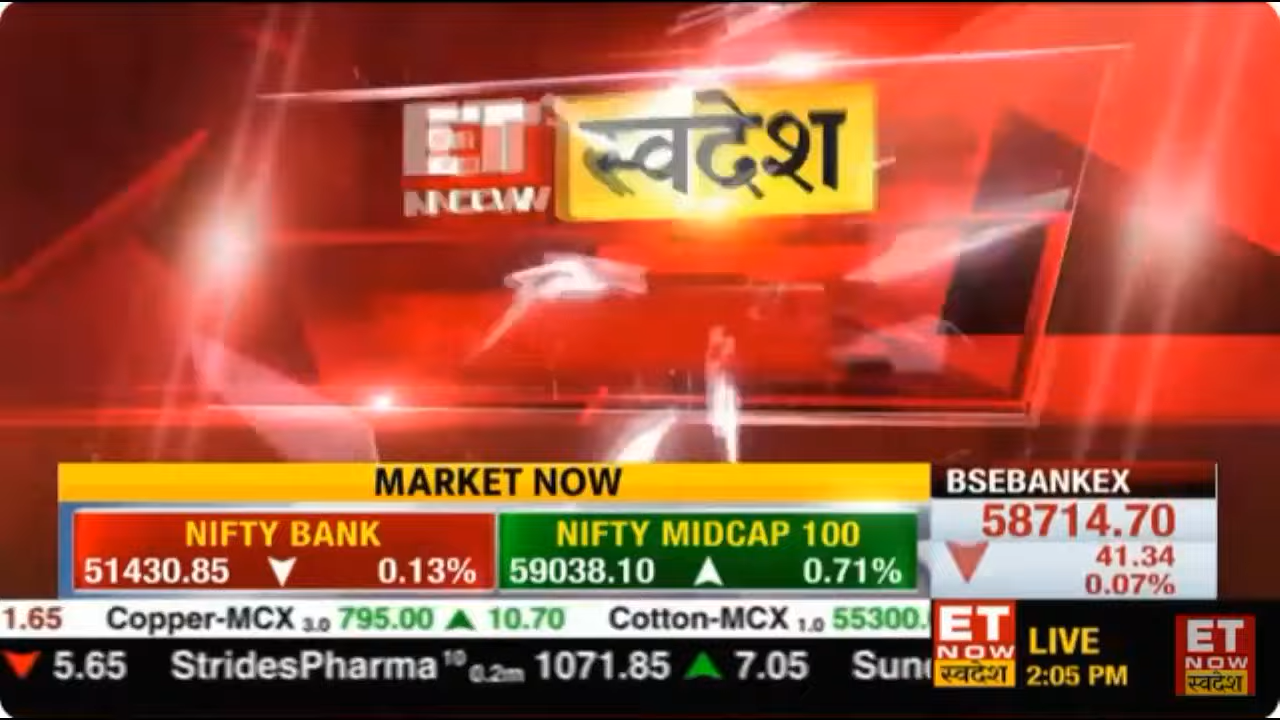 ET स्वदेश
NOW
MARKET NOW
NIFTY BANK
51430.85 ▼ 0.13%
NIFTY MIDCAP 100
59038.10 ▲ 0.71%
BSEBANKEX
58714.70
▼ 41.34
0.07%
1.65 Copper-MCX 3.0 795.00 ▲ 10.70 Cotton-MCX 1.0 55300.
▼ 5.65 StridesPharma 10 0.2m 1071.85 ▲ 7.05
ET
NOW
स्वदेश
LIVE
2:05 PM
ET
NOW
स्वदेश